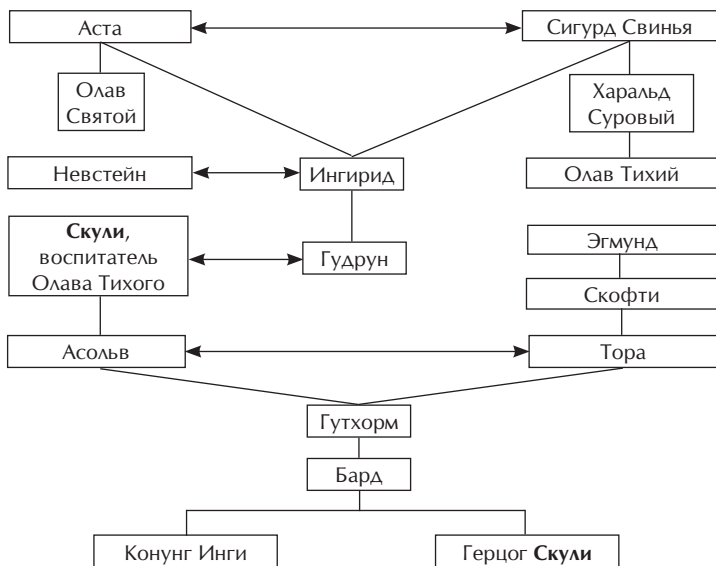 Аста
Сигурд Свинья
Олав
Святой
Харальд
Суровый
Невстейн
Ингирид
Олав Тихий
Скули,
воспитатель
Олава Тихого
Гудрун
Эгмунд
Скофти
Асольв
Тора
Гутхорм
Бард
Конунг Инги
Герцог Скули